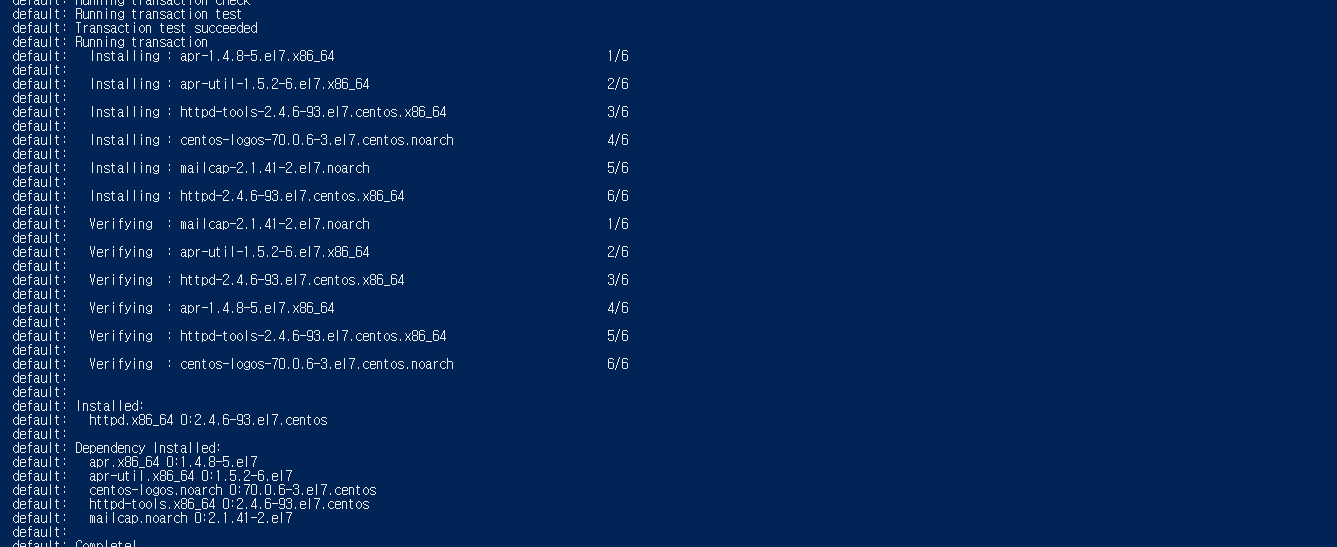 default: Running transaction check
default: Running transaction test
default: Transaction test succeeded
default: Running transaction
default:   Installing : apr-1.4.8-5.el7.x86_64                                       1/6
default:
default:   Installing : apr-util-1.5.2-6.el7.x86_64                                  2/6
default:
default:   Installing : httpd-tools-2.4.6-93.el7.centos.x86_64                       3/6
default:
default:   Installing : centos-logos-70.0.6-3.el7.centos.noarch                      4/6
default:
default:   Installing : mailcap-2.1.41-2.el7.noarch                                  5/6
default:
default:   Installing : httpd-2.4.6-93.el7.centos.x86_64                             6/6
default:
default:   Verifying  : mailcap-2.1.41-2.el7.noarch                                  1/6
default:
default:   Verifying  : apr-util-1.5.2-6.el7.x86_64                                  2/6
default:
default:   Verifying  : httpd-2.4.6-93.el7.centos.x86_64                             3/6
default:
default:   Verifying  : apr-1.4.8-5.el7.x86_64                                       4/6
default:
default:   Verifying  : httpd-tools-2.4.6-93.el7.centos.x86_64                       5/6
default:
default:   Verifying  : centos-logos-70.0.6-3.el7.centos.noarch                      6/6
default:
default:
default: Installed:
default:   httpd.x86_64 0:2.4.6-93.el7.centos
default:
default: Dependency Installed:
default:   apr.x86_64 0:1.4.8-5.el7
default:   apr-util.x86_64 0:1.5.2-6.el7
default:   centos-logos.noarch 0:70.0.6-3.el7.centos
default:   httpd-tools.x86_64 0:2.4.6-93.el7.centos
default:   mailcap.noarch 0:2.1.41-2.el7
default:
default: Complete!